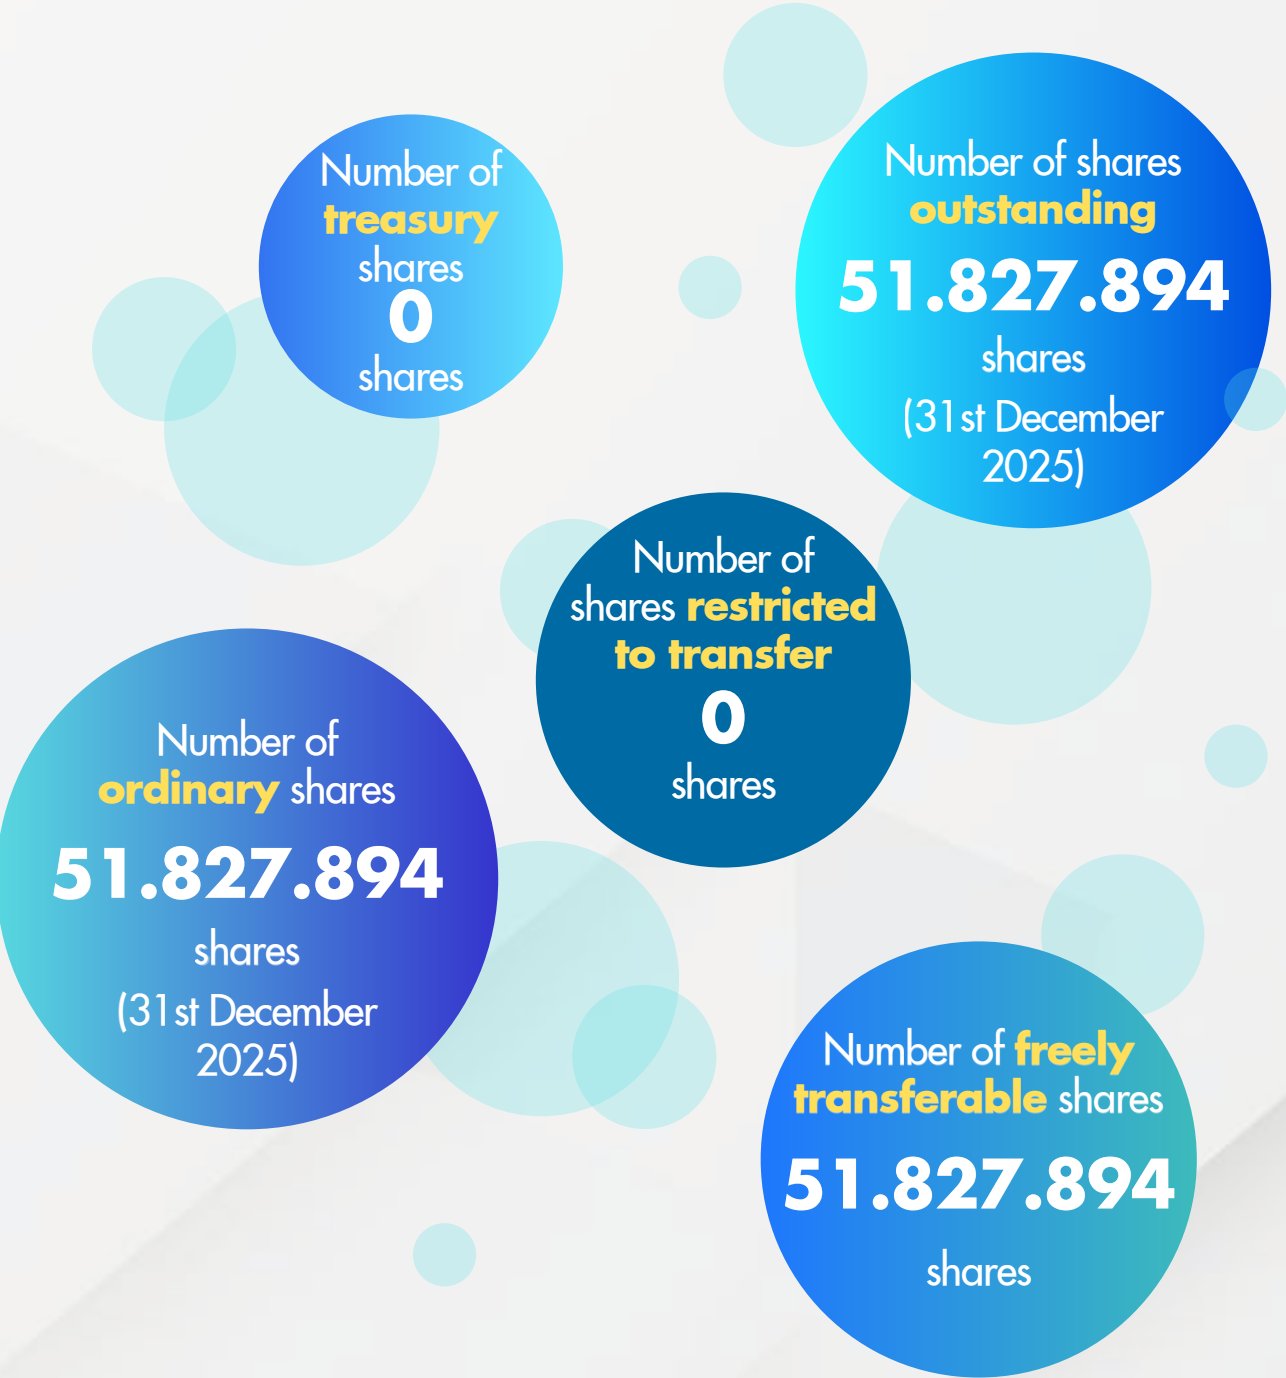 Number of
treasury
shares
0
shares
Number of shares
outstanding
51.827.894
shares
(31st December
2025)
Number of
shares restricted
to transfer
0
shares
Number of
ordinary shares
51.827.894
shares
(31st December
2025)
Number of freely
transferable shares
51.827.894
shares